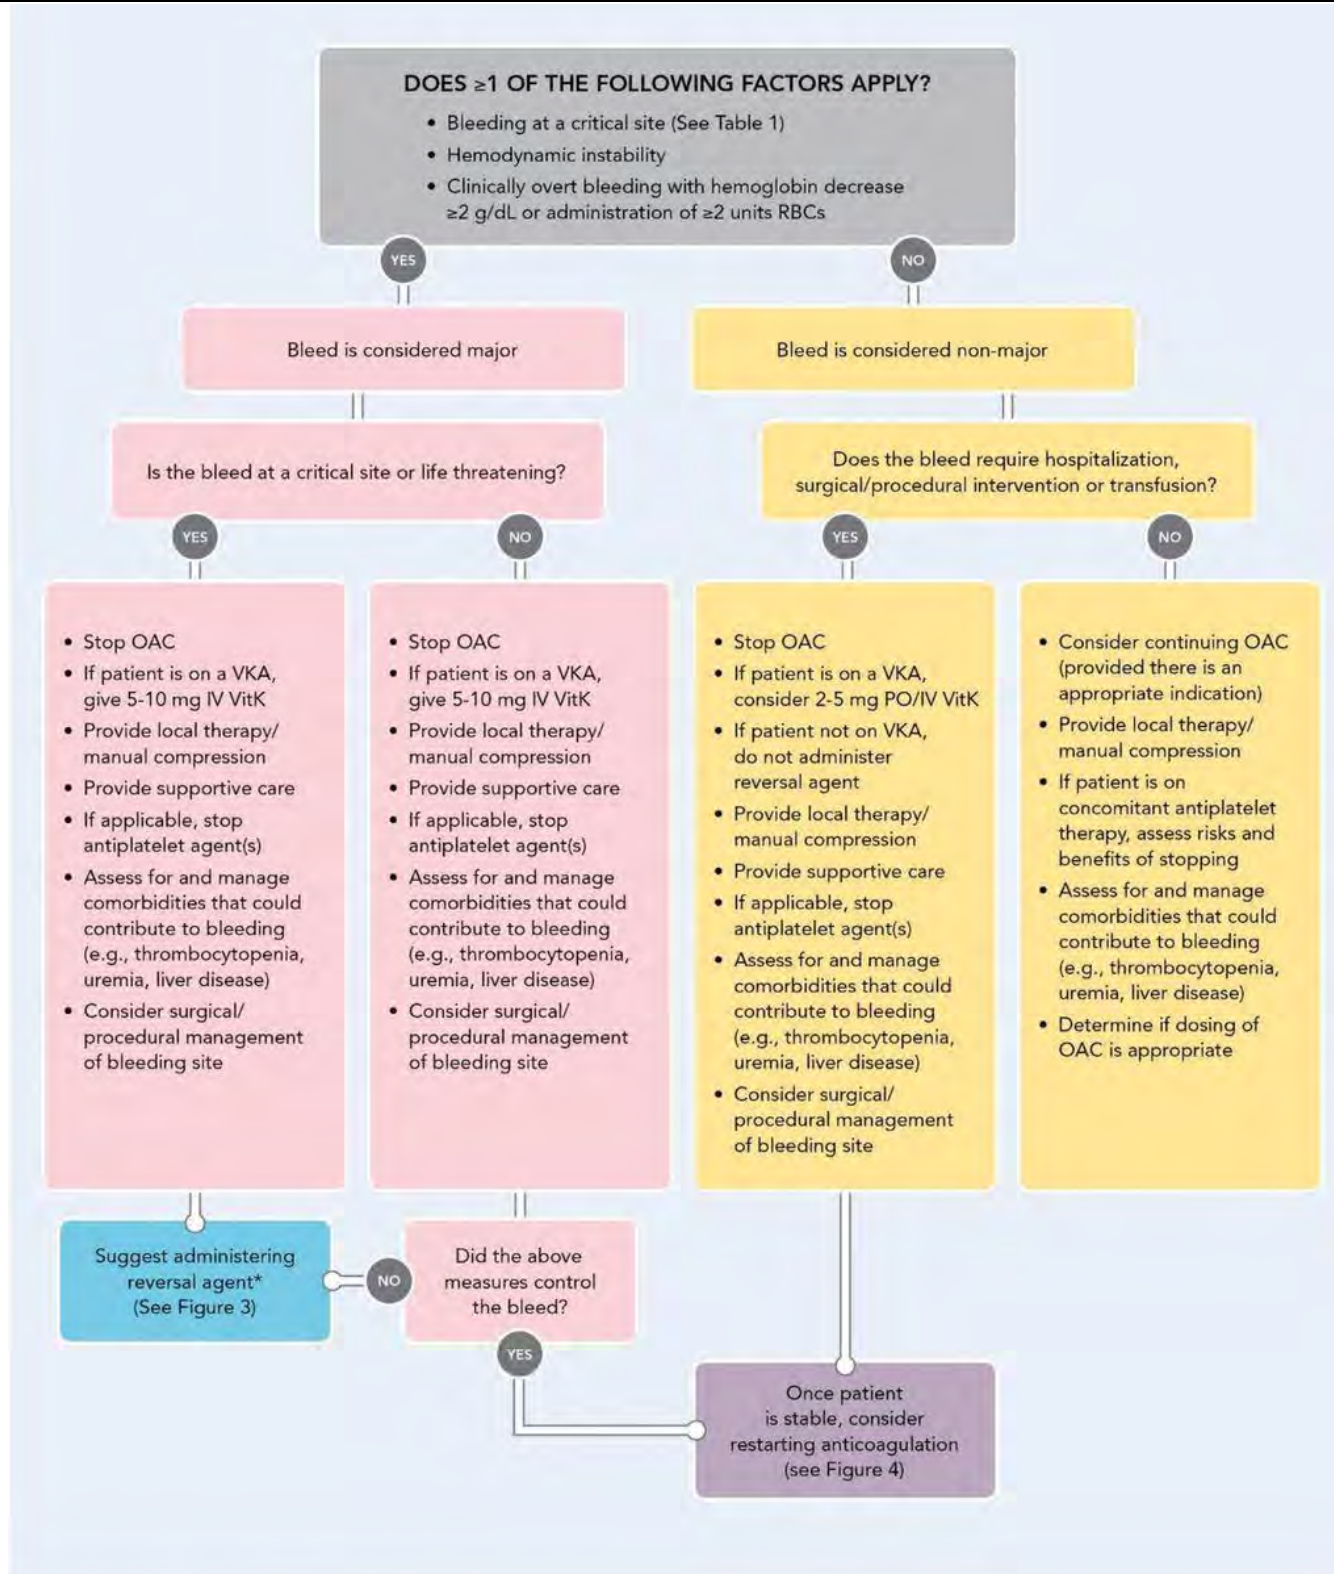 DOES ≥1 OF THE FOLLOWING FACTORS APPLY?
• Bleeding at a critical site (See Table 1)
• Hemodynamic instability
• Clinically overt bleeding with hemoglobin decrease
≥2 g/dL or administration of ≥2 units RBCs
YES
NO
Bleed is considered major
Bleed is considered non-major
Is the bleed at a critical site or life threatening?
Does the bleed require hospitalization,
surgical/procedural intervention or transfusion?
YES
NO
YES
NO
• Stop OAC
• If patient is on a VKA,
give 5-10 mg IV VitK
• Provide local therapy/
manual compression
• Provide supportive care
• If applicable, stop
antiplatelet agent(s)
• Assess for and manage
comorbidities that could
contribute to bleeding
(e.g., thrombocytopenia,
uremia, liver disease)
• Consider surgical/
procedural management
of bleeding site
• Stop OAC
• If patient is on a VKA,
give 5-10 mg IV VitK
• Provide local therapy/
manual compression
• Provide supportive care
• If applicable, stop
antiplatelet agent(s)
• Assess for and manage
comorbidities that could
contribute to bleeding
(e.g., thrombocytopenia,
uremia, liver disease)
• Consider surgical/
procedural management
of bleeding site
• Stop OAC
• If patient is on a VKA,
consider 2-5 mg PO/IV VitK
• If patient not on VKA,
do not administer
reversal agent
• Provide local therapy/
manual compression
• Provide supportive care
• If applicable, stop
antiplatelet agent(s)
• Assess for and manage
comorbidities that could
contribute to bleeding
(e.g., thrombocytopenia,
uremia, liver disease)
• Consider surgical/
procedural management
of bleeding site
• Consider continuing OAC
(provided there is an
appropriate indication)
• Provide local therapy/
manual compression
• If patient is on
concomitant antiplatelet
therapy, assess risks and
benefits of stopping
• Assess for and manage
comorbidities that could
contribute to bleeding
(e.g., thrombocytopenia,
uremia, liver disease)
• Determine if dosing of
OAC is appropriate
Suggest administering
reversal agent*
(See Figure 3)
NO
Did the above
measures control
the bleed?
YES
Once patient
is stable, consider
restarting anticoagulation
(see Figure 4)